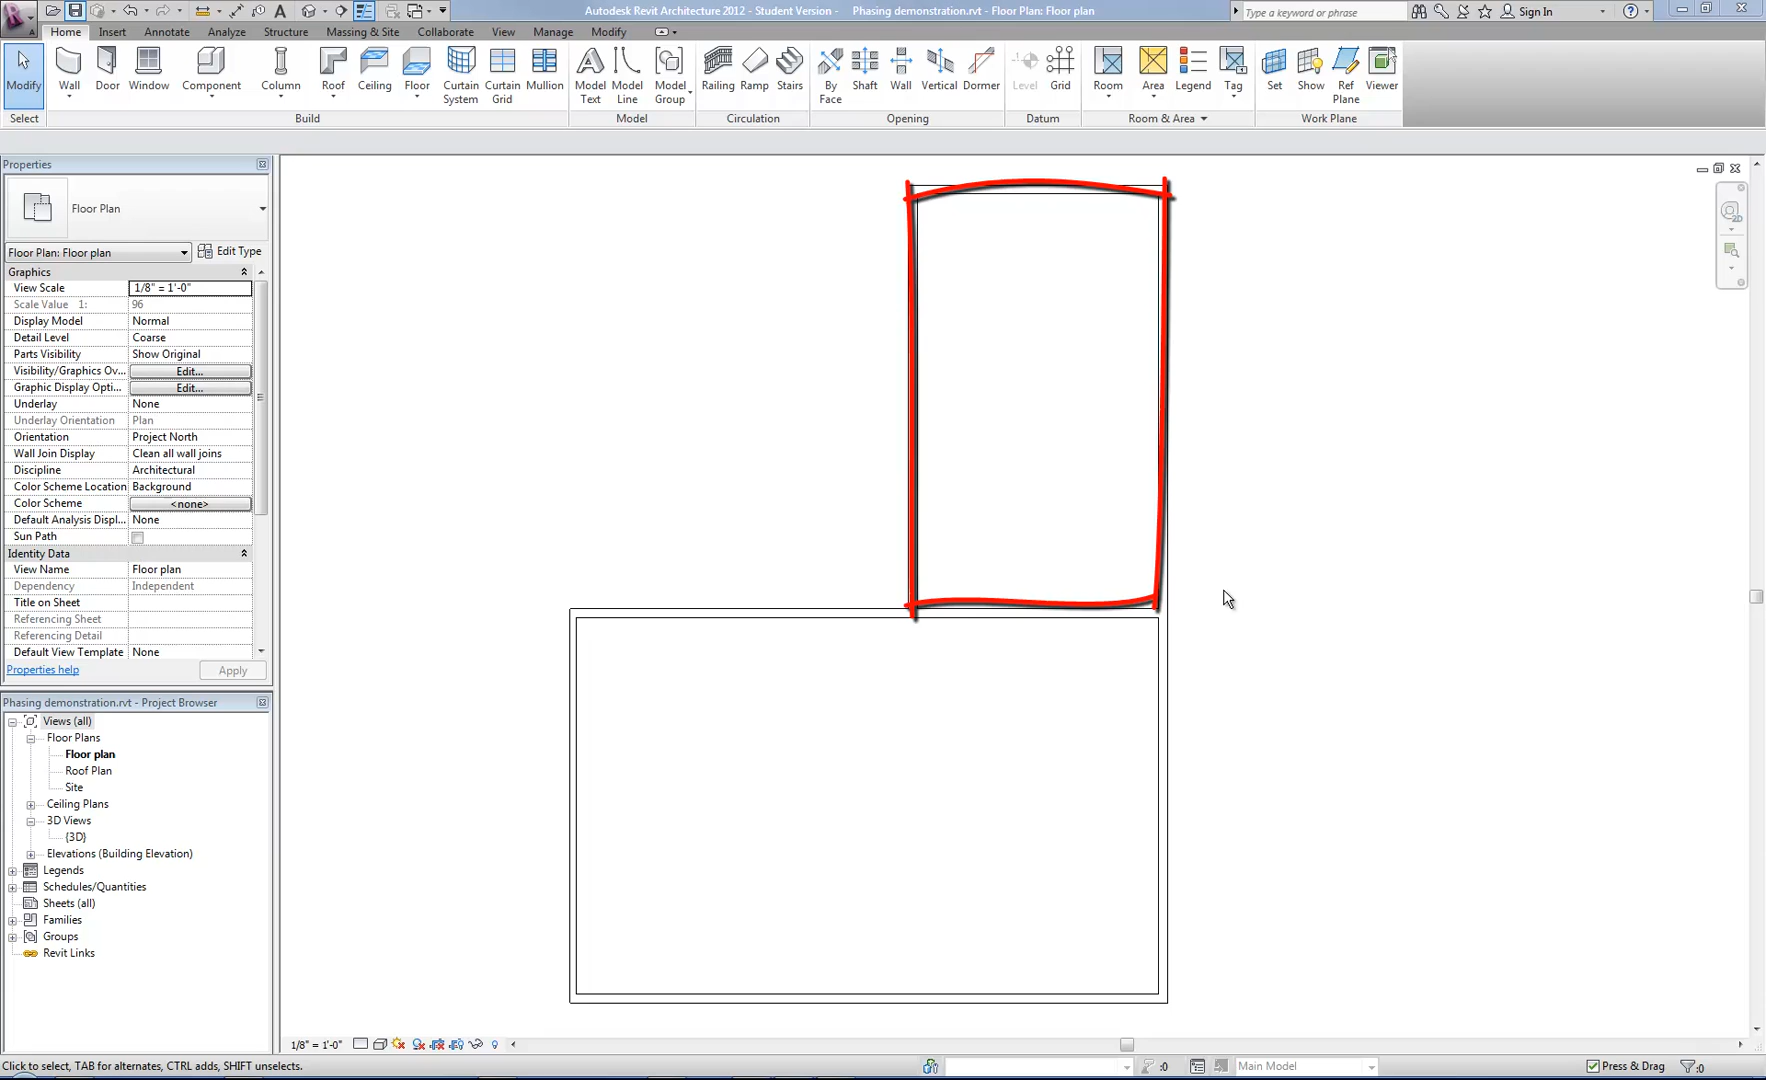 Autodesk Revit Architecture 2012 - Student Version - Phasing demonstration.rvt - Floor Plan: Floor plan
Type a keyword or phrase
Sign In
Home Insert Annotate Analyze Structure Massing & Site Collaborate View Manage Modify
Modify
Wall
Door
Window
Component
Column
Roof
Ceiling
Floor
Curtain System
Curtain Grid
Mullion
Model Text
Model Line
Model Group
Railing
Ramp
Stairs
By Face
Shaft
Wall
Vertical
Dormer
Level
Grid
Room
Area
Legend
Tag
Set
Show
Ref Plane
Viewer
Select
Build
Model
Circulation
Opening
Datum
Room & Area
Work Plane
Properties
Floor Plan
Floor Plan: Floor plan
Edit Type
Graphics
View Scale 1/8" = 1'-0"
Scale Value 1: 96
Display Model Normal
Detail Level Coarse
Parts Visibility Show Original
Visibility/Graphics Ov... Edit...
Graphic Display Opti... Edit...
Underlay None
Underlay Orientation Plan
Orientation Project North
Wall Join Display Clean all wall joins
Discipline Architectural
Color Scheme Location Background
Color Scheme <none>
Default Analysis Displ... None
Sun Path
Identity Data
View Name Floor plan
Dependency Independent
Title on Sheet
Referencing Sheet
Referencing Detail
Default View Template None
Properties help
Apply
Phasing demonstration.rvt - Project Browser
Views (all)
Floor Plans
Floor plan
Roof Plan
Site
Ceiling Plans
3D Views
{3D}
Elevations (Building Elevation)
Legends
Schedules/Quantities
Sheets (all)
Families
Groups
Revit Links
2D
1/8" = 1'-0"
Click to select, TAB for alternates, CTRL adds, SHIFT unselects.
:0
Main Model
Press & Drag
:0